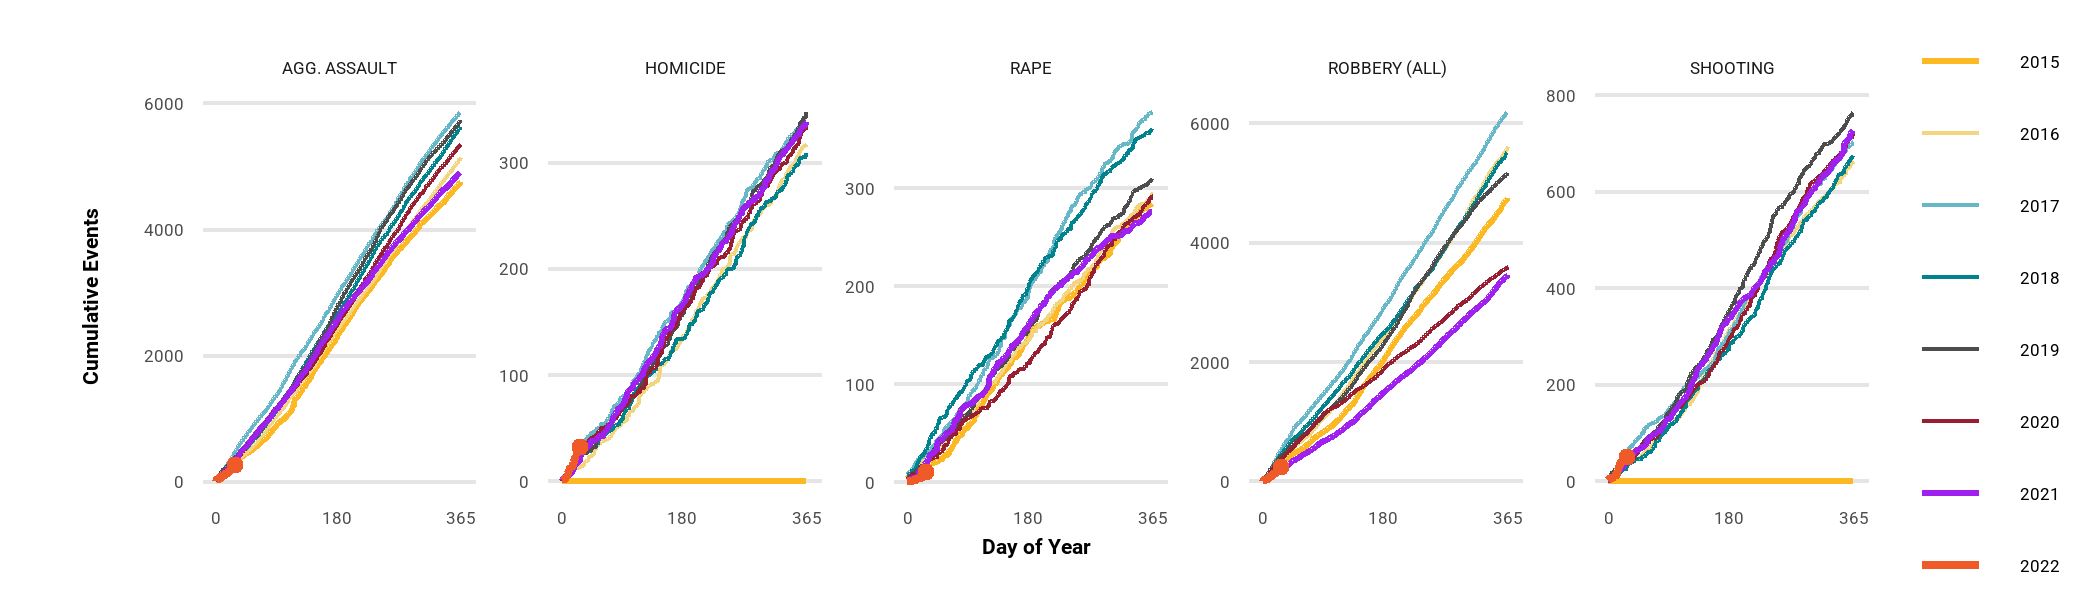 AGG. ASSAULT
HOMICIDE
RAPE
ROBBERY (ALL)
SHOOTING
Cumulative Events
6000
4000
2000
0
0 180 365
300
200
100
0
0 180 365
300
200
100
0
0 180 365
6000
4000
2000
0
0 180 365
800
600
400
200
0
0 180 365
Day of Year
2015
2016
2017
2018
2019
2020
2021
2022